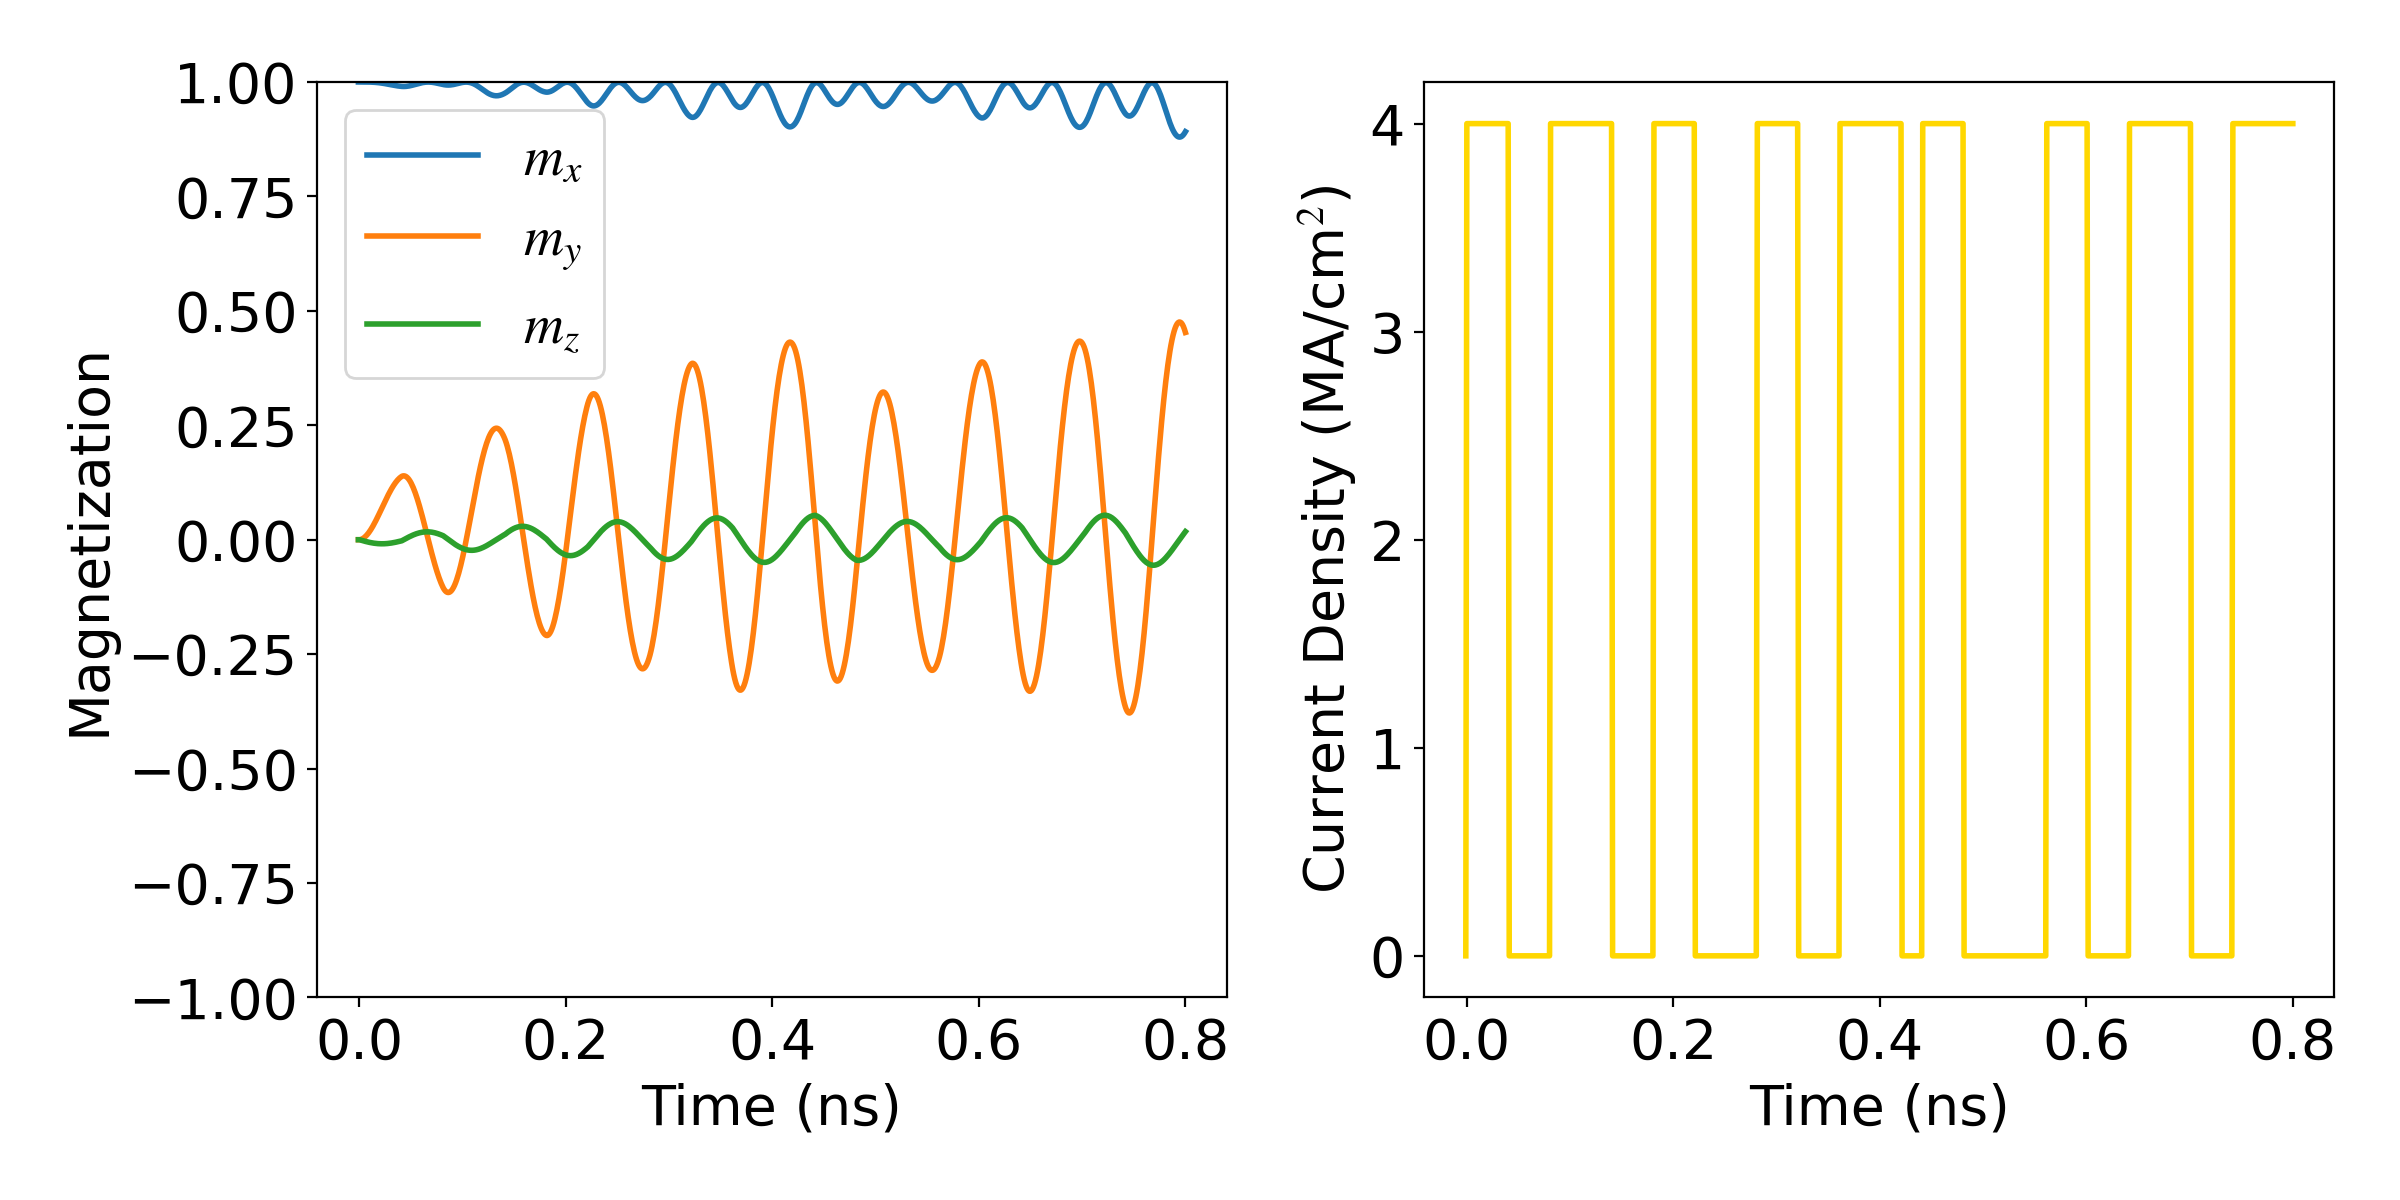 1.00
0.75
0.50
0.25
0.00
−0.25
−0.50
−0.75
−1.00
Magnetization
m_x
m_y
m_z
0.0 0.2 0.4 0.6 0.8
Time (ns)
4
3
2
1
0
Current Density (MA/cm²)
0.0 0.2 0.4 0.6 0.8
Time (ns)